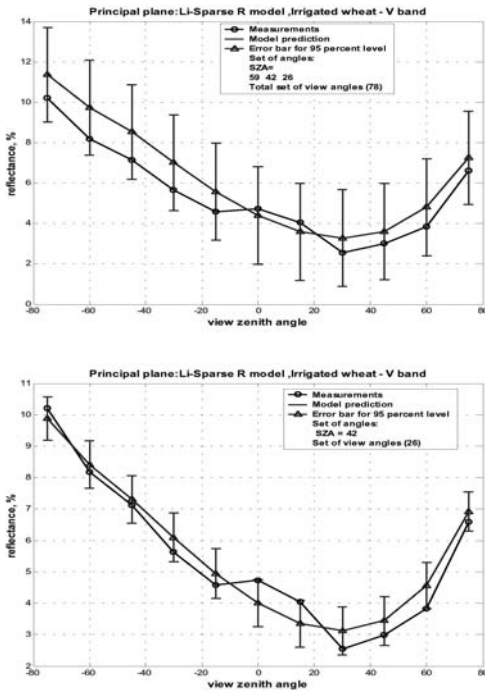 Principal plane:Li-Sparse R model ,Irrigated wheat - V band
Measurements
Model prediction
Error bar for 95 percent level
Set of angles:
SZA=
59 42 26
Total set of view angles (78)
reflectance, %
14
12
10
8
6
4
2
0
-80 -60 -40 -20 0 20 40 60 80
view zenith angle
Principal plane:Li-Sparse R model ,Irrigated wheat - V band
Measurements
Model prediction
Error bar for 95 percent level
Set of angles:
SZA = 42
Set of view angles (26)
reflectance, %
11
10
9
8
7
6
5
4
3
2
-80 -60 -40 -20 0 20 40 60 80
view zenith angle